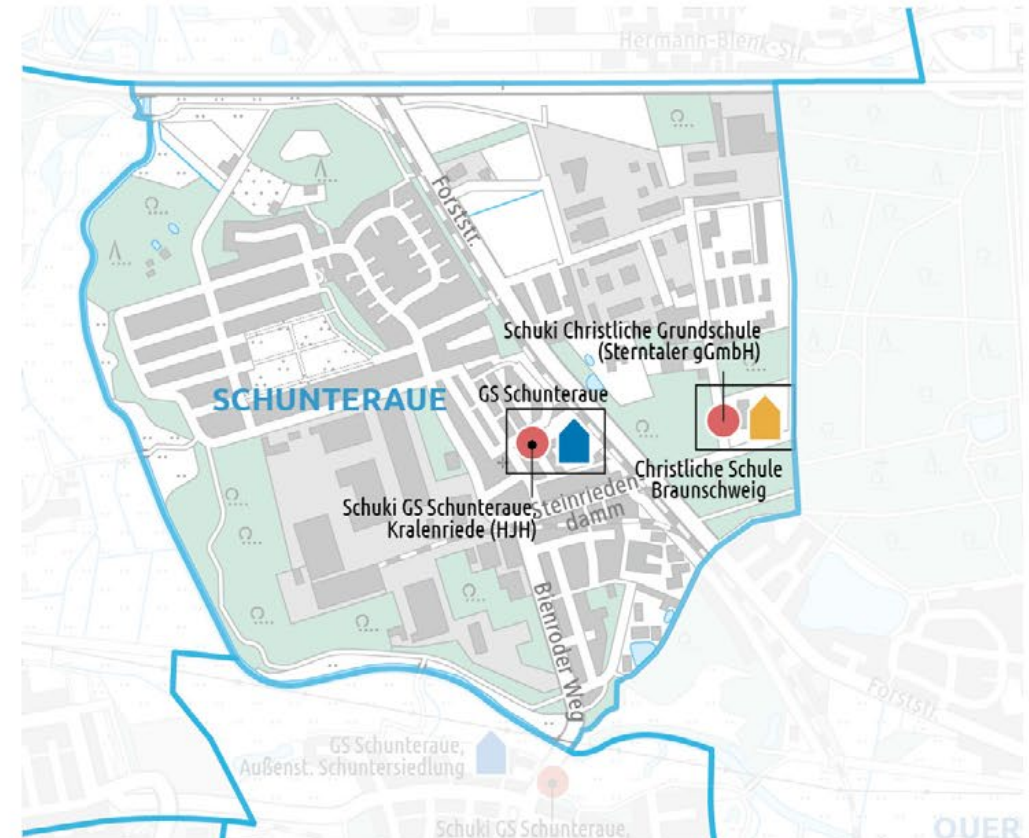 Hermann-Blenk-Str.
Forststr.
Schuki Christliche Grundschule
(Sterntaler gGmbH)
SCHUNTERAUE
GS Schunteraue
Christliche Schule
Braunschweig
Schuki GS Schunteraue,
Kralenriede (HJH)
Steinrieden-
damm
Bienroder Weg
Forststr.
GS Schunteraue,
Außenst. Schuntersiedlung
Schuki GS Schunteraue,
QUER